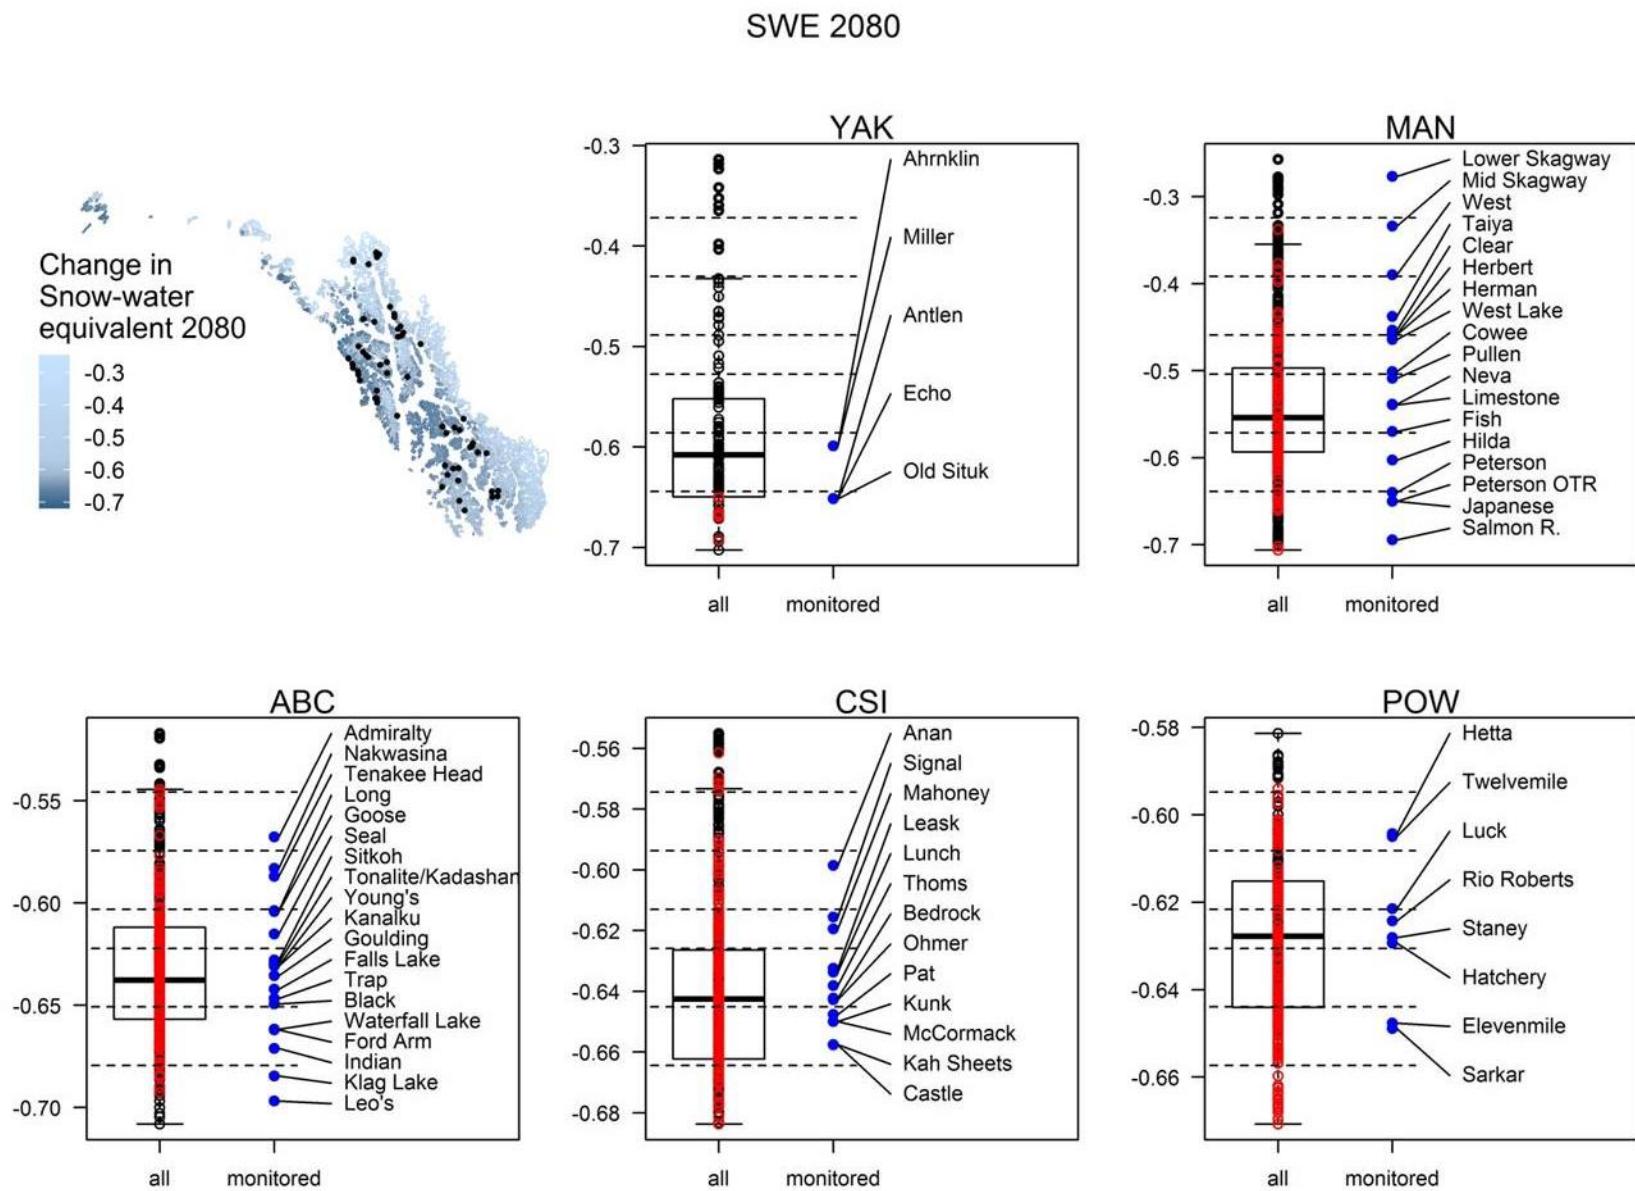 SWE 2080
Change in
Snow-water
equivalent 2080
-0.3
-0.4
-0.5
-0.6
-0.7
YAK
-0.3
-0.4
-0.5
-0.6
-0.7
Ahrnklin
Miller
Antlen
Echo
Old Situk
all
monitored
MAN
-0.3
-0.4
-0.5
-0.6
-0.7
Lower Skagway
Mid Skagway
West
Taiya
Clear
Herbert
Herman
West Lake
Cowee
Pullen
Neva
Limestone
Fish
Hilda
Peterson
Peterson OTR
Japanese
Salmon R.
all
monitored
ABC
-0.55
-0.60
-0.65
-0.70
Admiralty
Nakwasina
Tenakee Head
Long
Goose
Seal
Sitkoh
Tonalite/Kadashan
Young's
Kanalku
Goulding
Falls Lake
Trap
Black
Waterfall Lake
Ford Arm
Indian
Klag Lake
Leo's
all
monitored
CSI
-0.56
-0.58
-0.60
-0.62
-0.64
-0.66
-0.68
Anan
Signal
Mahoney
Leask
Lunch
Thoms
Bedrock
Ohmer
Pat
Kunk
McCormack
Kah Sheets
Castle
all
monitored
POW
-0.58
-0.60
-0.62
-0.64
-0.66
Hetta
Twelvemile
Luck
Rio Roberts
Staney
Hatchery
Elevenmile
Sarkar
all
monitored